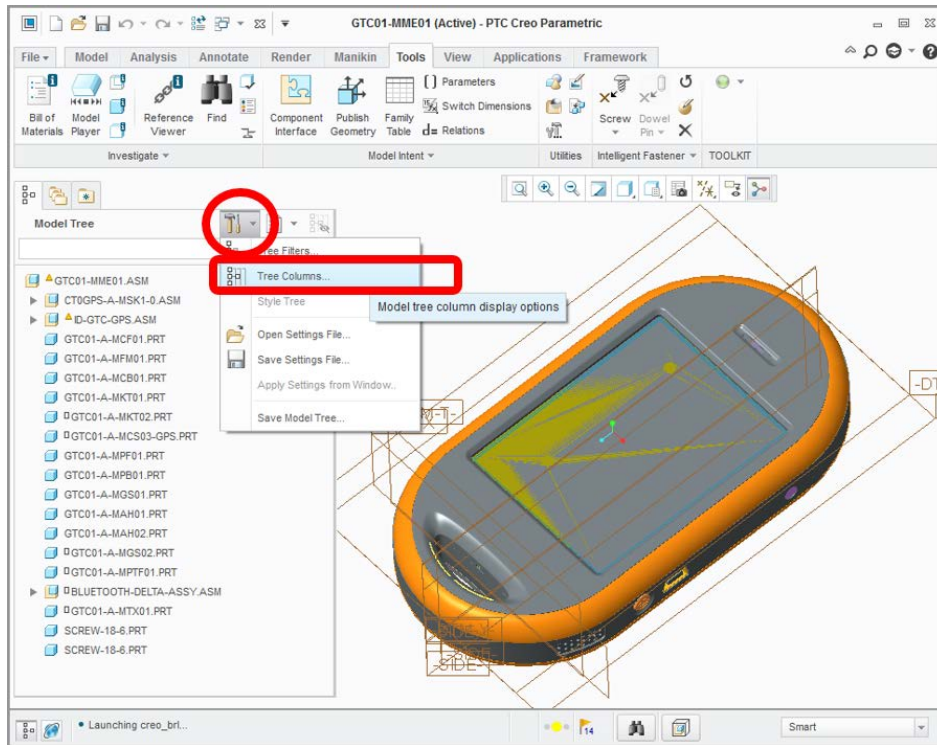 GTC01-MME01 (Active) - PTC Creo Parametric
File Model Analysis Annotate Render Manikin Tools View Applications Framework
Bill of Materials
Model Player
Reference Viewer
Find
Component Interface
Publish Geometry
Family Table
Parameters
Switch Dimensions
d= Relations
Screw
Dowel Pin
Investigate
Model Intent
Utilities
Intelligent Fastener
TOOLKIT
Model Tree
Tree Filters...
Tree Columns...
Style Tree
Model tree column display options
Open Settings File...
Save Settings File...
Apply Settings from Window..
Save Model Tree...
GTC01-MME01.ASM
CT0GPS-A-MSK1-0.ASM
ID-GTC-GPS.ASM
GTC01-A-MCF01.PRT
GTC01-A-MFM01.PRT
GTC01-A-MCB01.PRT
GTC01-A-MKT01.PRT
GTC01-A-MKT02.PRT
GTC01-A-MCS03-GPS.PRT
GTC01-A-MPF01.PRT
GTC01-A-MPB01.PRT
GTC01-A-MGS01.PRT
GTC01-A-MAH01.PRT
GTC01-A-MAH02.PRT
GTC01-A-MGS02.PRT
GTC01-A-MPTF01.PRT
BLUETOOTH-DELTA-ASSY.ASM
GTC01-A-MTX01.PRT
SCREW-18-6.PRT
SCREW-18-6.PRT
-DT
-SIDE-
• Launching creo_brl...
14
Smart